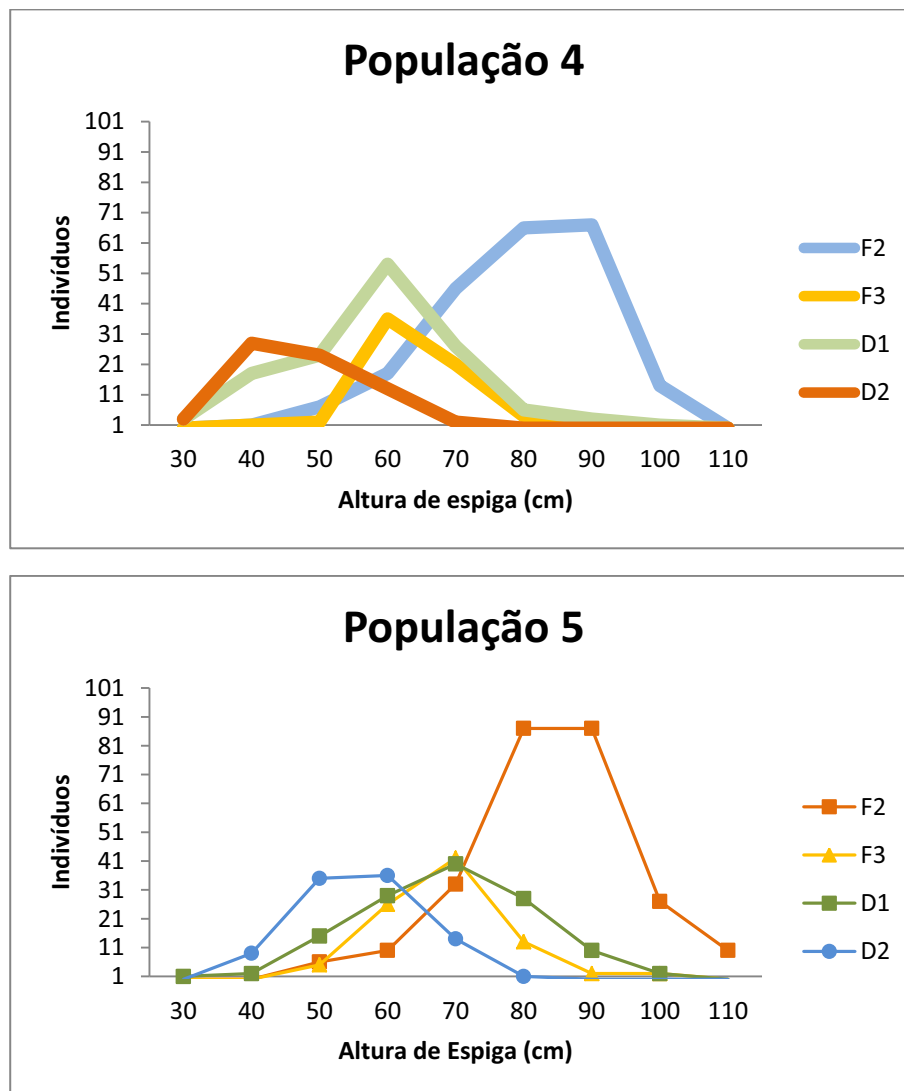 População 4
101
91
81
71
61
51
41
31
21
11
1
Indivíduos
30 40 50 60 70 80 90 100 110
Altura de espiga (cm)
F2
F3
D1
D2
População 5
101
91
81
71
61
51
41
31
21
11
1
Indivíduos
30 40 50 60 70 80 90 100 110
Altura de Espiga (cm)
F2
F3
D1
D2